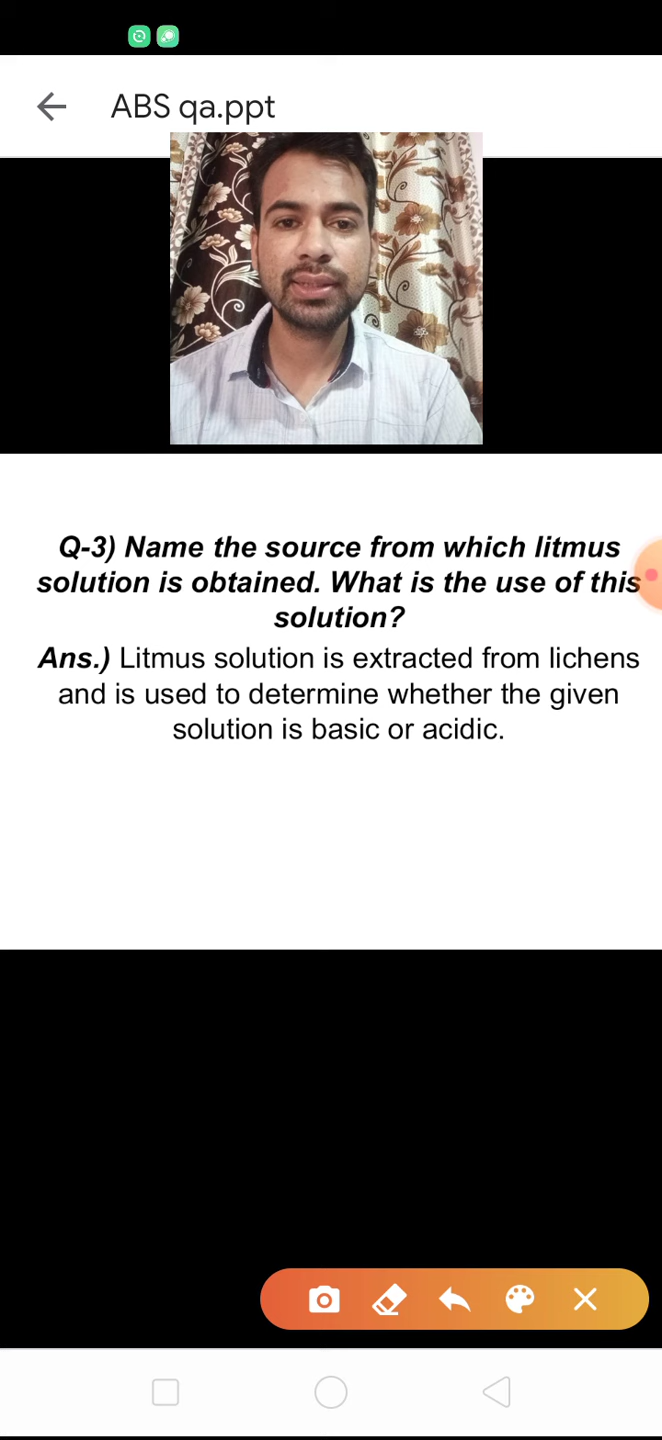 ABS qa.ppt
Q-3) Name the source from which litmus
solution is obtained. What is the use of this
solution?
Ans.) Litmus solution is extracted from lichens
and is used to determine whether the given
solution is basic or acidic.